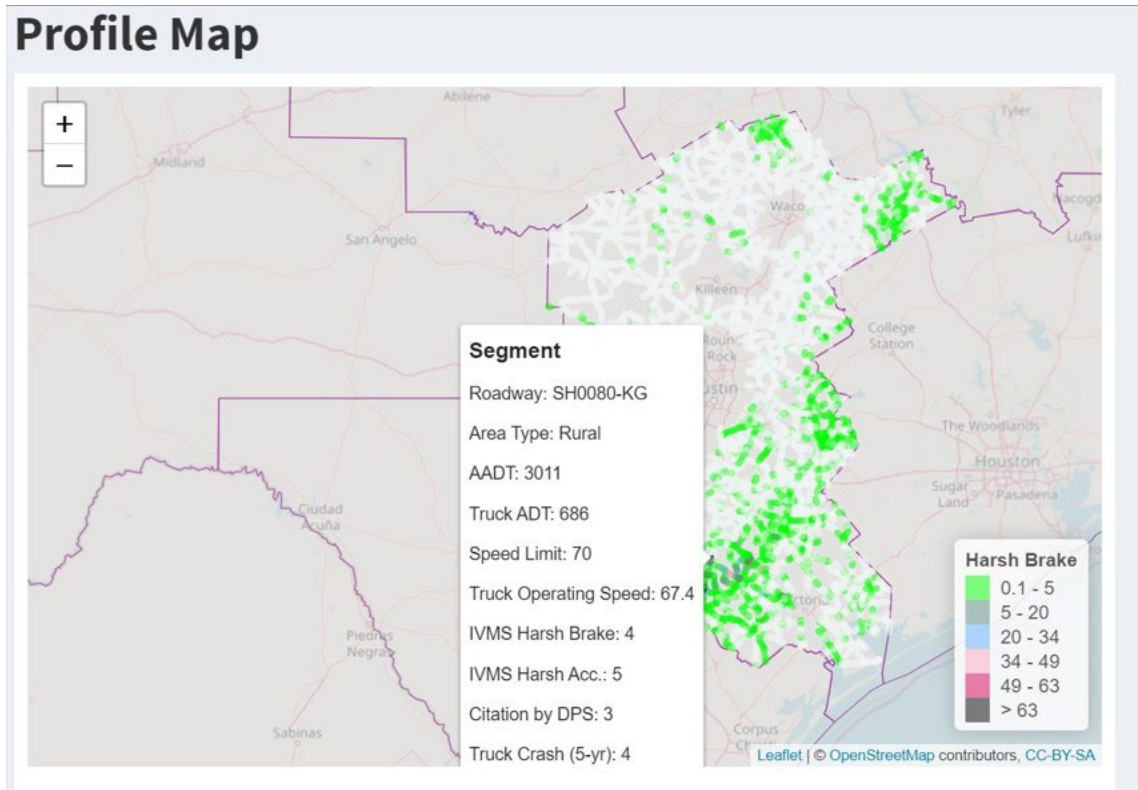 Profile Map
+
−
Abilene
Tyler
Midland
Waco
Nacogd
San Angelo
Lufkin
Killeen
College
Station
Segment
Round
Rock
Roadway: SH0080-KG
ustin
Area Type: Rural
The Woodlands
AADT: 3011
Houston
Sugar
Land
Pasadena
Ciudad
Acuña
Truck ADT: 686
Speed Limit: 70
Harsh Brake
0.1 - 5
5 - 20
20 - 34
34 - 49
49 - 63
> 63
Truck Operating Speed: 67.4
Piedras
Negras
IVMS Harsh Brake: 4
IVMS Harsh Acc.: 5
Citation by DPS: 3
Sabinas
Corpus
Truck Crash (5-yr): 4
Leaflet | © OpenStreetMap contributors, CC-BY-SA